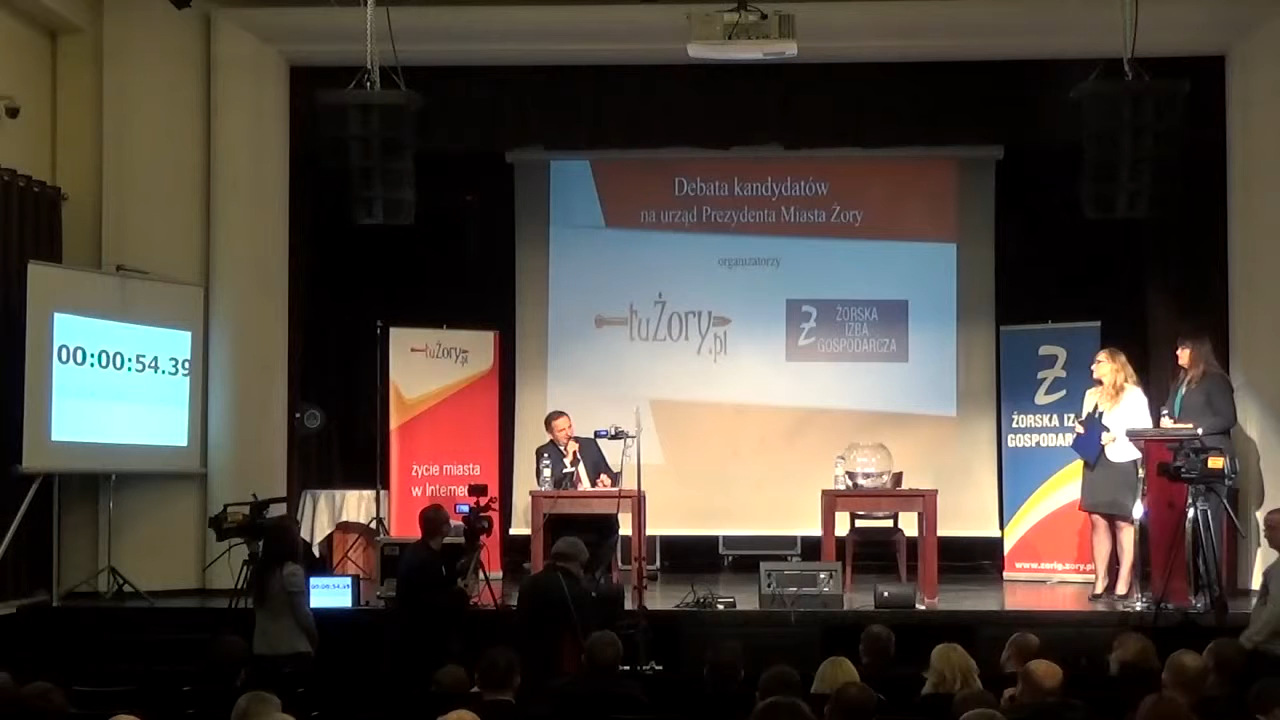 Debata kandydatów
na urząd Prezydenta Miasta Żory
organizatorzy
tuŻory.pl
Ż
ŻORSKA
IZBA
GOSPODARCZA
00:00:54.39
tuŻory.pl
życie miasta
w Interne
Ż
ŻORSKA IZ
GOSPODAR
www.zorig.zory.pl
00:00:54.39